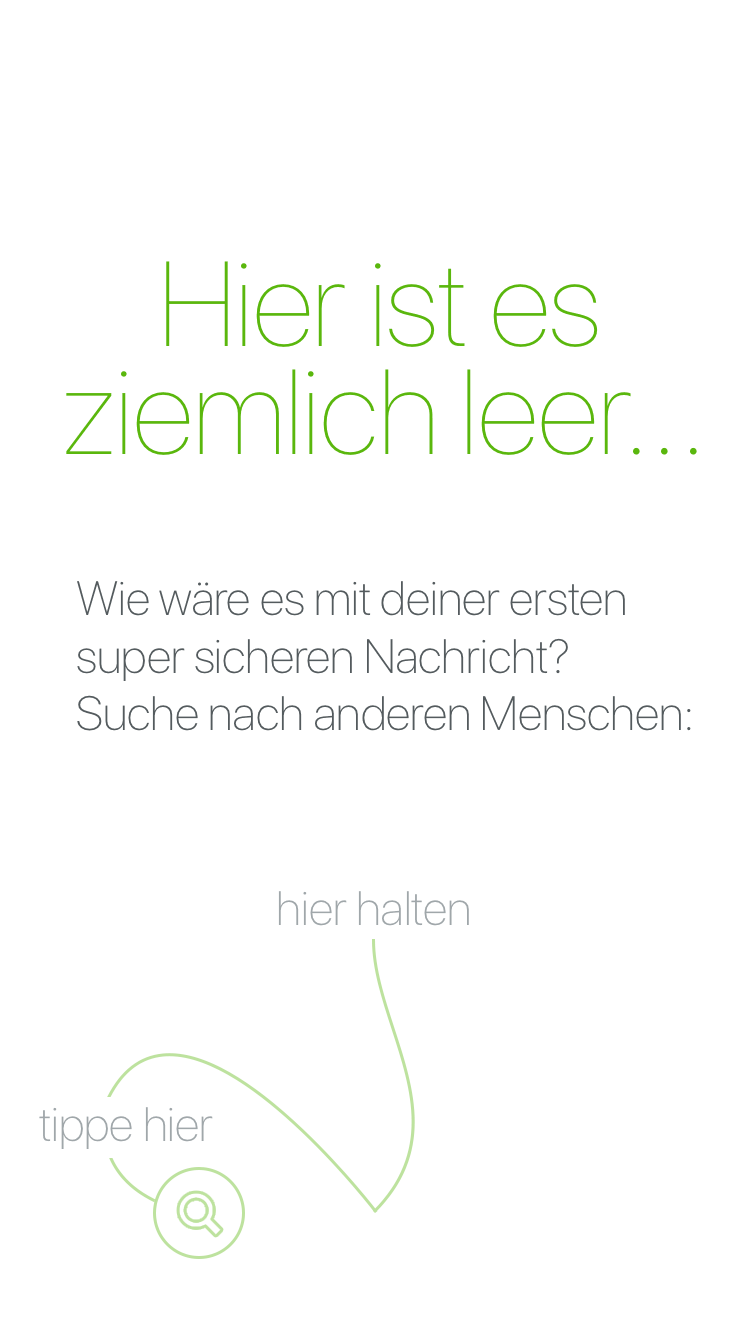 Hier ist es
ziemlich leer...
Wie wäre es mit deiner ersten
super sicheren Nachricht?
Suche nach anderen Menschen:
hier halten
tippe hier